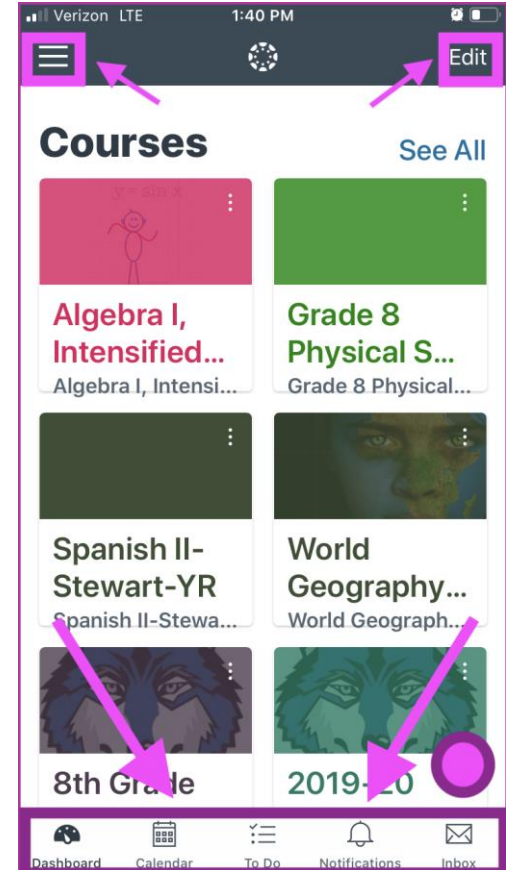 Verizon LTE 1:40 PM
Edit
Courses See All
y = sin x
Algebra I,
Intensified...
Algebra I, Intensi...
Grade 8
Physical S...
Grade 8 Physical...
Spanish II-
Stewart-YR
Spanish II-Stewa...
World
Geography...
World Geograph...
8th Grade
2019-20
Dashboard Calendar To Do Notifications Inbox